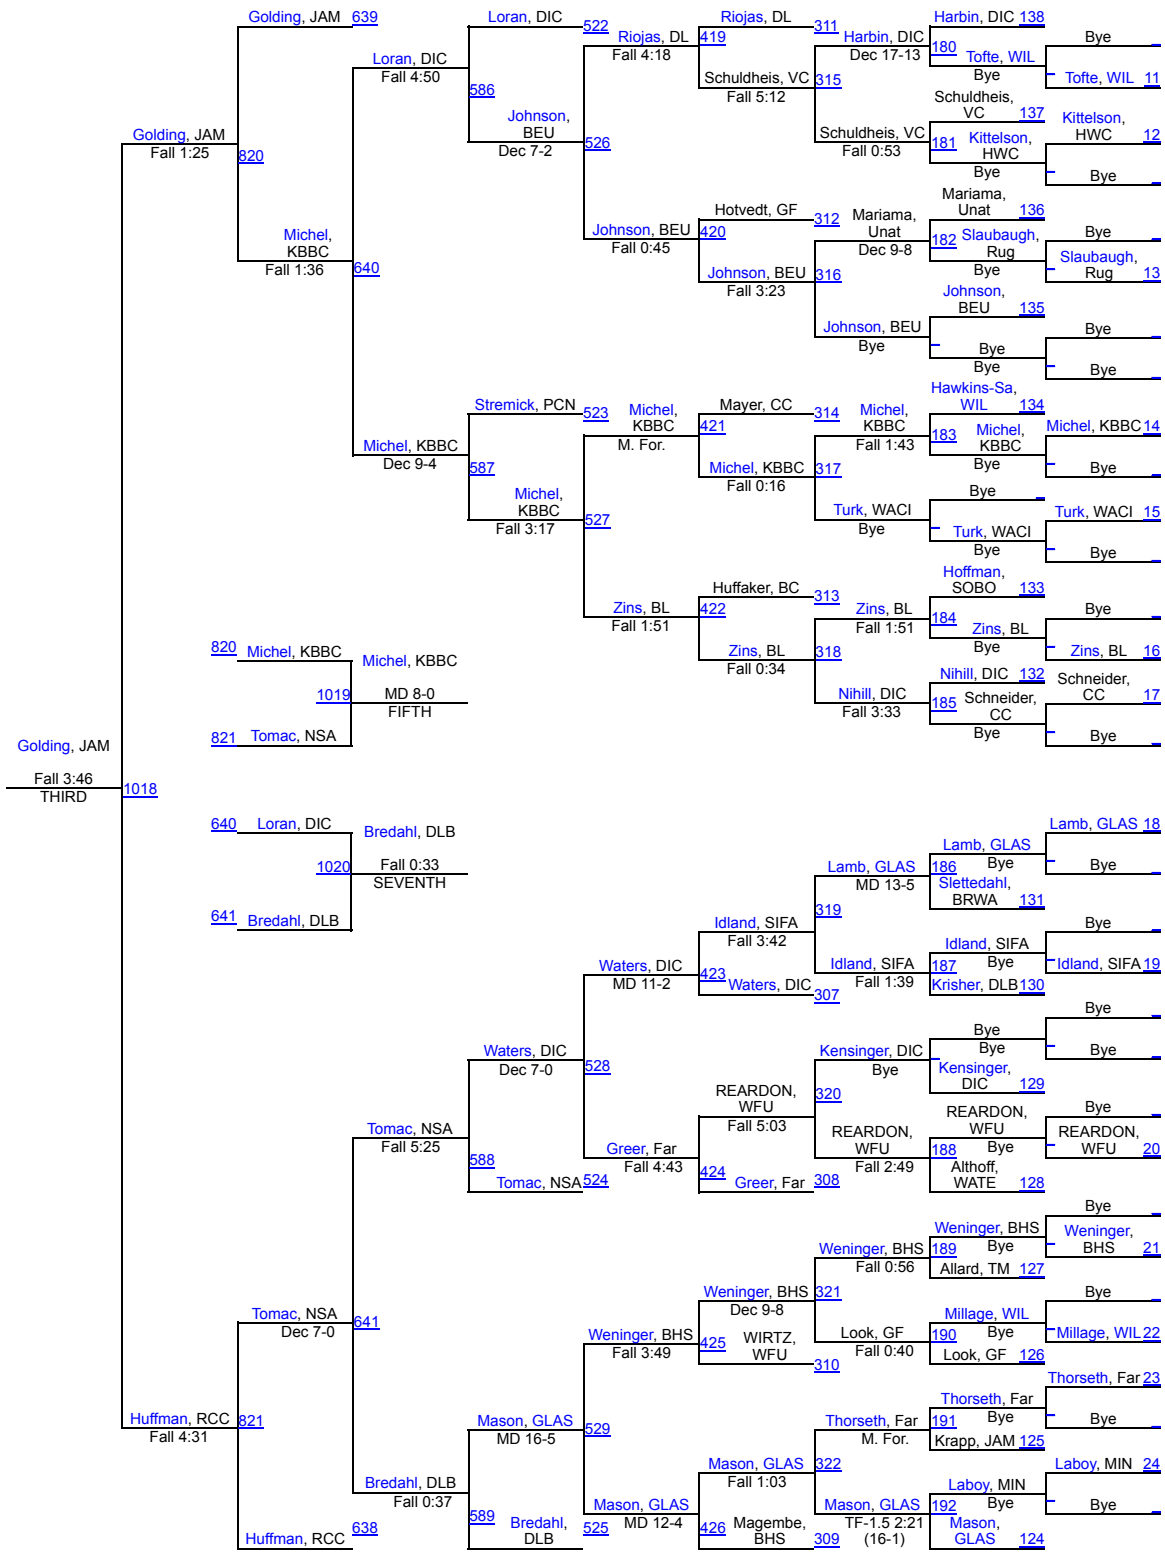 Golding, JAM 639
Loran, DIC
522
Riojas, DL
311
Harbin, DIC 138
Bye
Riojas, DL 419
Harbin, DIC
180
Tofte, WIL
Loran, DIC
Fall 4:18
Dec 17-13
Bye
Tofte, WIL 11
Fall 4:50
Schuldheis, VC 315
586
Fall 5:12
Schuldheis,
VC 137
Kittelson,
HWC 12
Johnson,
BEU
Golding, JAM
Schuldheis, VC
181 Kittelson,
HWC
Fall 1:25
820
Dec 7-2
526
Fall 0:53
Bye
Bye
Mariama,
Unat 136
Hotvedt, GF
312
Mariama,
Unat
Michel,
KBBC
Johnson, BEU 420
182 Slaubaugh,
Rug
Bye
Fall 0:45
Dec 9-8
Bye
Slaubaugh,
Rug 13
Fall 1:36
640
Johnson, BEU 316
Fall 3:23
Johnson,
BEU 135
Johnson, BEU
Bye
Bye
Bye
Bye
Bye
Hawkins-Sa,
WIL 134
Stremick, PCN
523
Michel,
KBBC
Mayer, CC
314
Michel,
KBBC
Michel, KBBC 14
421
183 Michel,
KBBC
Michel, KBBC
M. For.
Fall 1:43
Dec 9-4
587
Michel, KBBC 317
Bye
Bye
Fall 0:16
Michel,
KBBC
Bye
Turk, WACI
Turk, WACI 15
Fall 3:17
527
Bye
Turk, WACI
Bye
Bye
Hoffman,
SOBO 133
Huffaker, BC
313
Zins, BL
422
Zins, BL
184
Bye
Fall 1:51
Fall 1:51
Zins, BL
820 Michel, KBBC
Michel, KBBC
Zins, BL
318
Bye
Zins, BL 16
Fall 0:34
Nihill, DIC 132
Schneider,
CC 17
1019
MD 8-0
Nihill, DIC
185 Schneider,
CC
FIFTH
Fall 3:33
821 Tomac, NSA
Bye
Bye
Golding, JAM
Fall 3:46
THIRD
1018
640 Loran, DIC
Bredahl, DLB
Lamb, GLAS 18
Lamb, GLAS
1020
Fall 0:33
Lamb, GLAS 186 Bye
Bye
SEVENTH
MD 13-5
Slettedahl,
BRWA 131
319
641 Bredahl, DLB
Idland, SIFA
Bye
Fall 3:42
Idland, SIFA
Waters, DIC
Idland, SIFA 187 Bye
Idland, SIFA 19
MD 11-2
423 Waters, DIC 307
Fall 1:39
Krisher, DLB 130
Bye
Bye
Waters, DIC
Kensinger, DIC
Bye
Bye
Dec 7-0
528
Bye
Kensinger,
DIC 129
REARDON,
WFU
320
Bye
Tomac, NSA
Fall 5:03
REARDON,
WFU
REARDON,
WFU
REARDON,
WFU 20
Fall 5:25
588
Greer, Far
188 Bye
Fall 4:43
424
Fall 2:49
Althoff,
WATE 128
Tomac, NSA 524
Greer, Far 308
Bye
Weninger, BHS
Weninger,
BHS 21
Weninger, BHS 189 Bye
Fall 0:56
Allard, TM 127
Weninger, BHS 321
Bye
Tomac, NSA
641
Dec 9-8
Millage, WIL
Dec 7-0
Weninger, BHS
425 WIRTZ,
WFU 310
Look, GF
190 Bye
Millage, WIL 22
Fall 3:49
Fall 0:40
Look, GF 126
Thorseth, Far 23
Thorseth, Far
Huffman, RCC 821
Mason, GLAS
529
Thorseth, Far 191 Bye
Bye
Fall 4:31
MD 16-5
M. For.
Krapp, JAM 125
Mason, GLAS 322
Laboy, MIN 24
Bredahl, DLB
Fall 1:03
Laboy, MIN
Fall 0:37
Mason, GLAS
Mason, GLAS 192 Bye
Bye
589 Bredahl,
DLB 525
MD 12-4
426 Magembe,
BHS 309
TF-1.5 2:21
(16-1)
Mason,
GLAS 124
Huffman, RCC 638